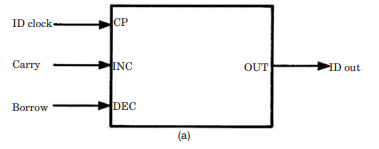 ID clock
CP
Carry
INC
OUT
ID out
Borrow
DEC
(a)